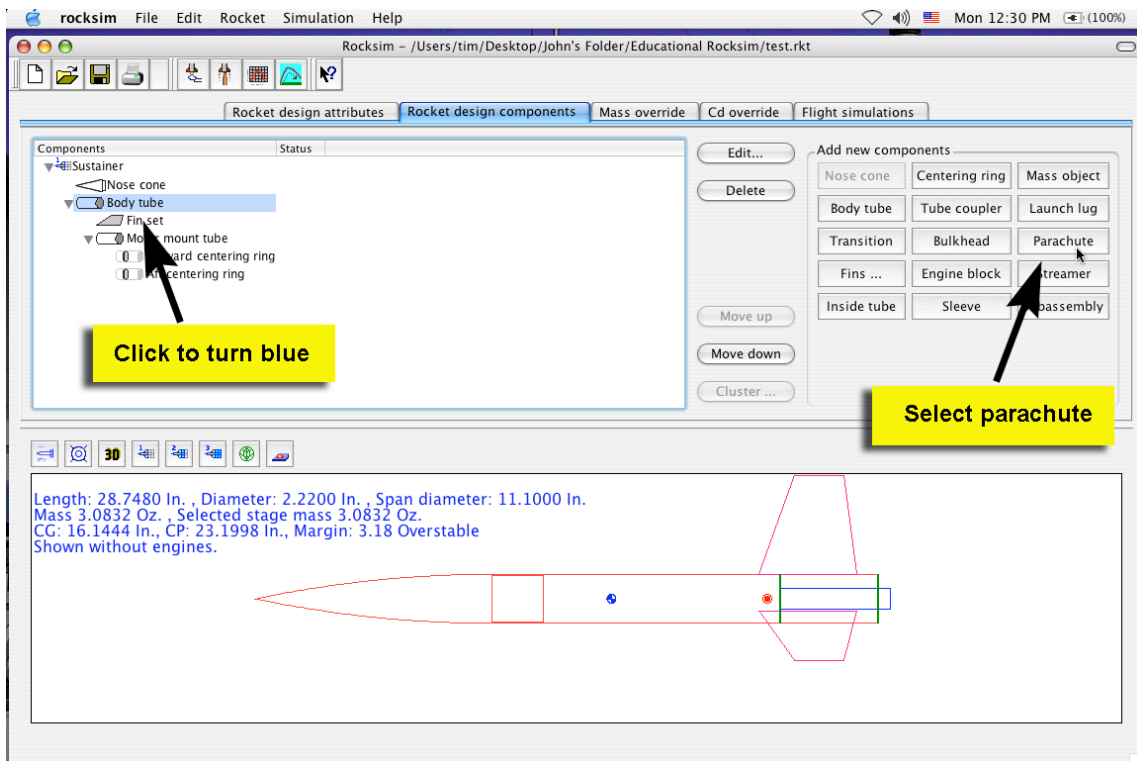 rocksim File Edit Rocket Simulation Help Mon 12:30 PM (100%)
Rocksim – /Users/tim/Desktop/John's Folder/Educational Rocksim/test.rkt
Rocket design attributes Rocket design components Mass override Cd override Flight simulations
Components Status
Sustainer
Nose cone
Body tube
Fin set
mount tube
centering ring
centering ring
Click to turn blue
Edit...
Delete
Move up
Move down
Cluster ...
Add new components
Nose cone Centering ring Mass object
Body tube Tube coupler Launch lug
Transition Bulkhead Parachute
Fins ... Engine block Streamer
Inside tube Sleeve
Select parachute
3D 1 2 3
Length: 28.7480 In. , Diameter: 2.2200 In. , Span diameter: 11.1000 In.
Mass 3.0832 Oz. , Selected stage mass 3.0832 Oz.
CG: 16.1444 In., CP: 23.1998 In., Margin: 3.18 Overstable
Shown without engines.